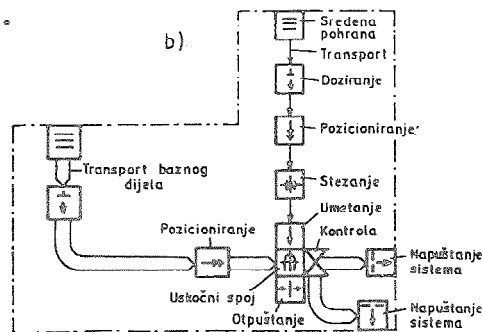 b)
Sređena
pohrana
Transport
Doziranje
Pozicioniranje
Transport baznog
dijela
Stezanje
Umetanje
Pozicioniranje
Kontrola
Napuštanje
sistema
Uskočni spoj
Otpuštanje
Napuštanje
sistema